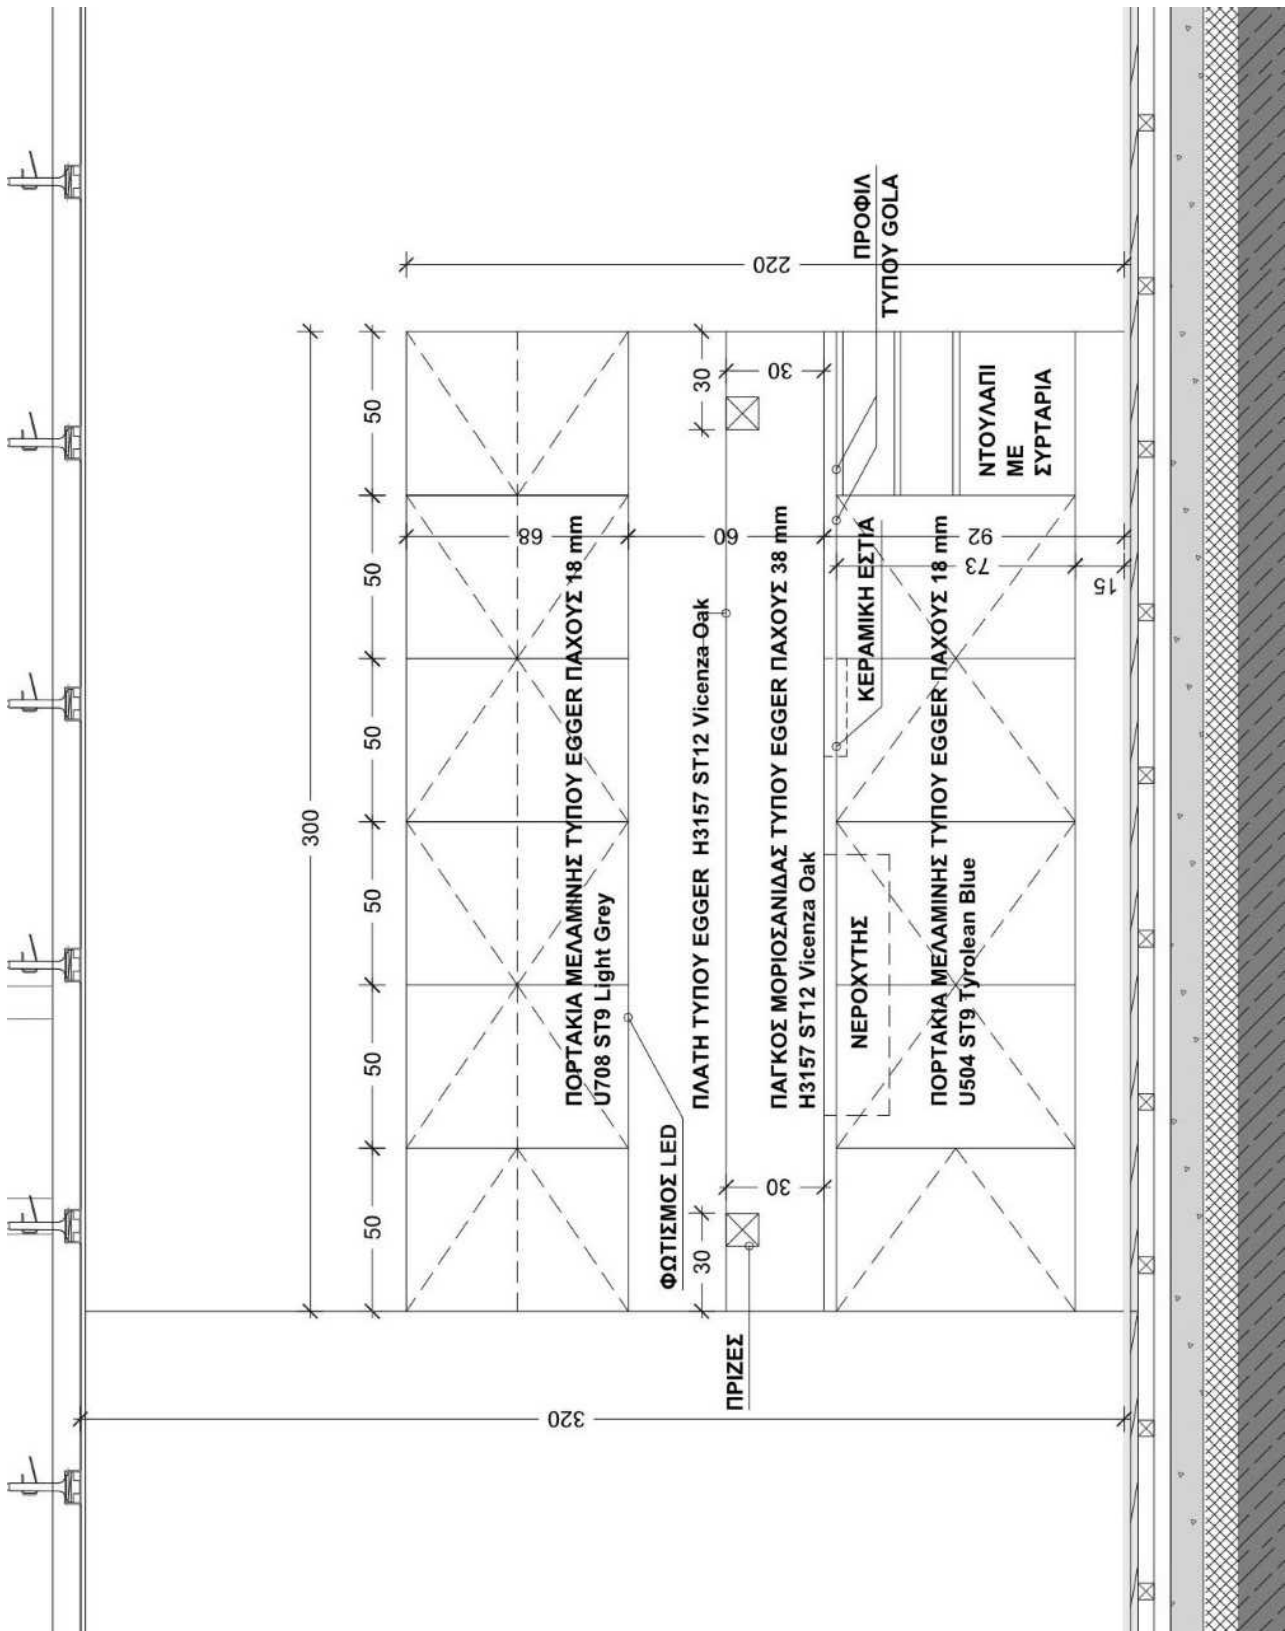 300
50
50
50
50
50
50
220
68
60
92
73
15
ΠΟΡΤΑΚΙΑ ΜΕΛΑΜΙΝΗΣ ΤΥΠΟΥ EGGER ΠΑΧΟΥΣ 18 mm
U708 ST9 Light Grey
ΦΩΤΙΣΜΟΣ LED
ΠΛΑΤΗ ΤΥΠΟΥ EGGER H3157 ST12 Vicenza Oak
30
30
30
30
ΠΡΙΖΕΣ
320
ΠΑΓΚΟΣ ΜΟΡΙΟΣΑΝΙΔΑΣ ΤΥΠΟΥ EGGER ΠΑΧΟΥΣ 38 mm
H3157 ST12 Vicenza Oak
ΝΕΡΟΧΥΤΗΣ
ΚΕΡΑΜΙΚΗ ΕΣΤΙΑ
ΠΡΟΦΙΛ
ΤΥΠΟΥ GOLA
ΠΟΡΤΑΚΙΑ ΜΕΛΑΜΙΝΗΣ ΤΥΠΟΥ EGGER ΠΑΧΟΥΣ 18 mm
U504 ST9 Tyrolean Blue
ΝΤΟΥΛΑΠΙ
ΜΕ
ΣΥΡΤΑΡΙΑ